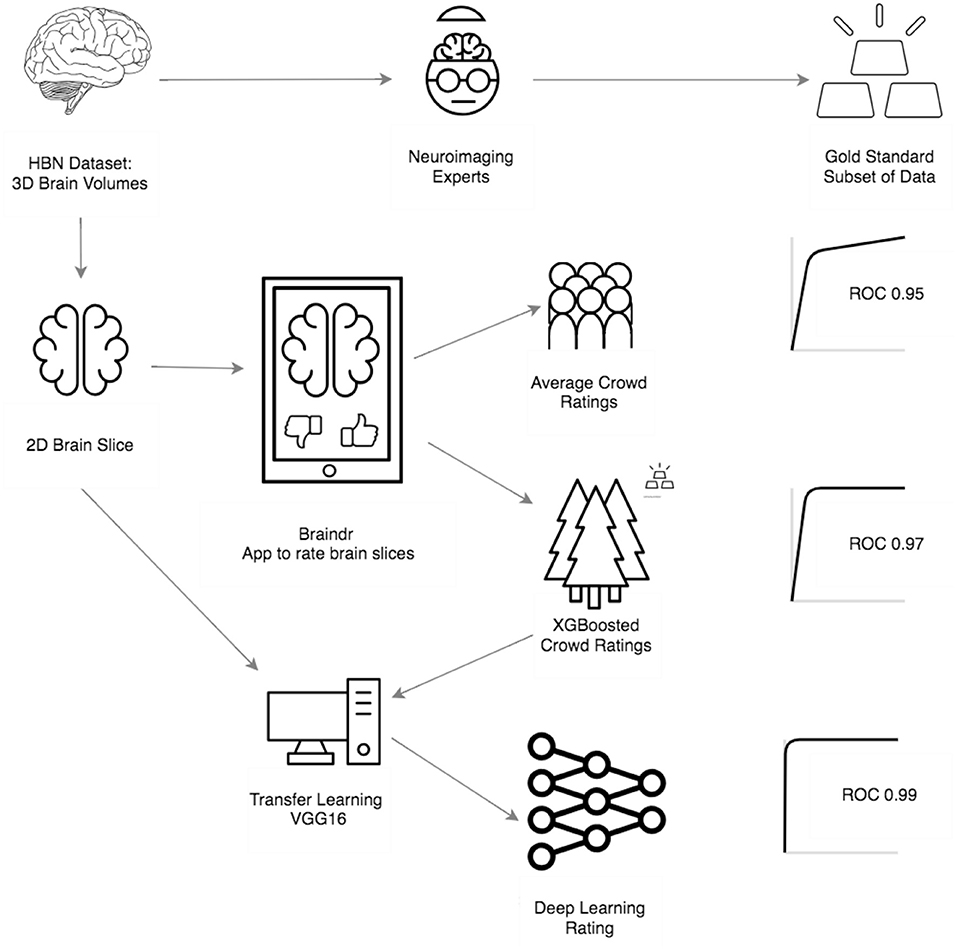 HBN Dataset:
3D Brain Volumes
Neuroimaging
Experts
Gold Standard
Subset of Data
ROC 0.95
Average Crowd
Ratings
2D Brain Slice
Braindr
App to rate brain slices
ROC 0.97
XGBoosted
Crowd Ratings
Transfer Learning
VGG16
ROC 0.99
Deep Learning
Rating